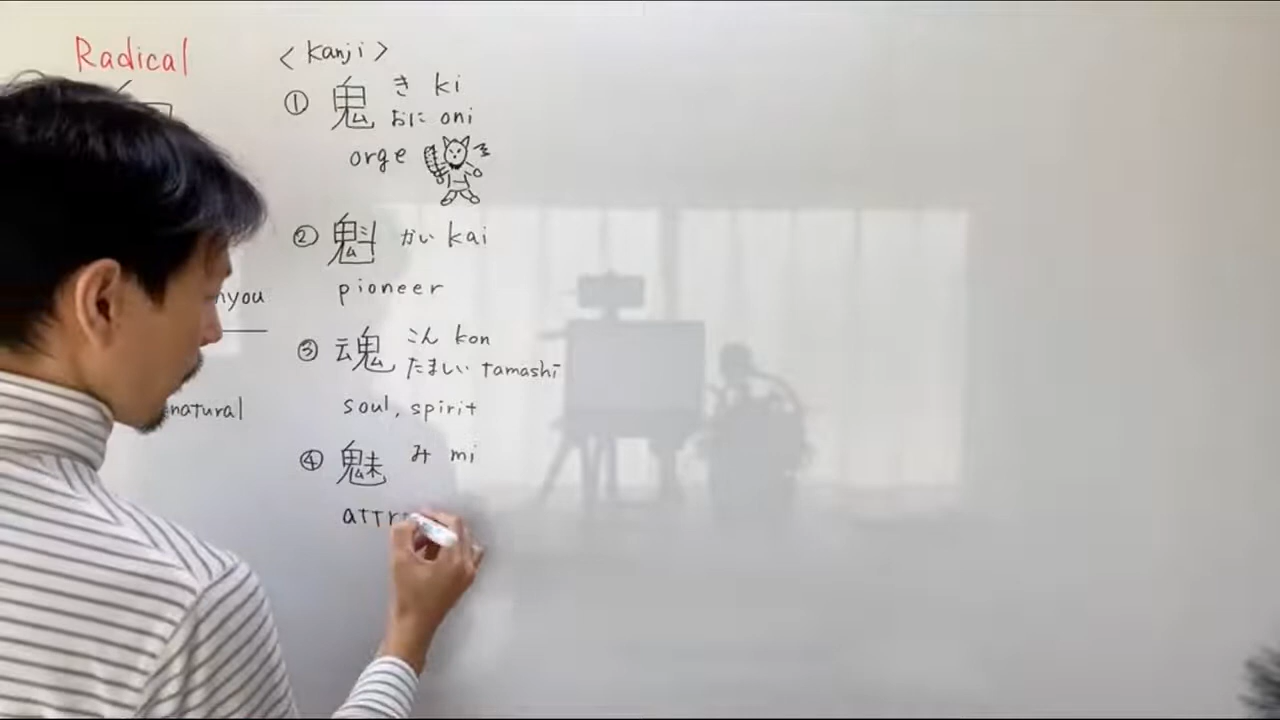 Radical
<Kanji>
① 鬼 き ki
おに oni
orge
② 魁 かい kai
pioneer
③ 魂 こん kon
たましい tamashi
soul, spirit
④ 魅 み mi
attr
nyou
natural